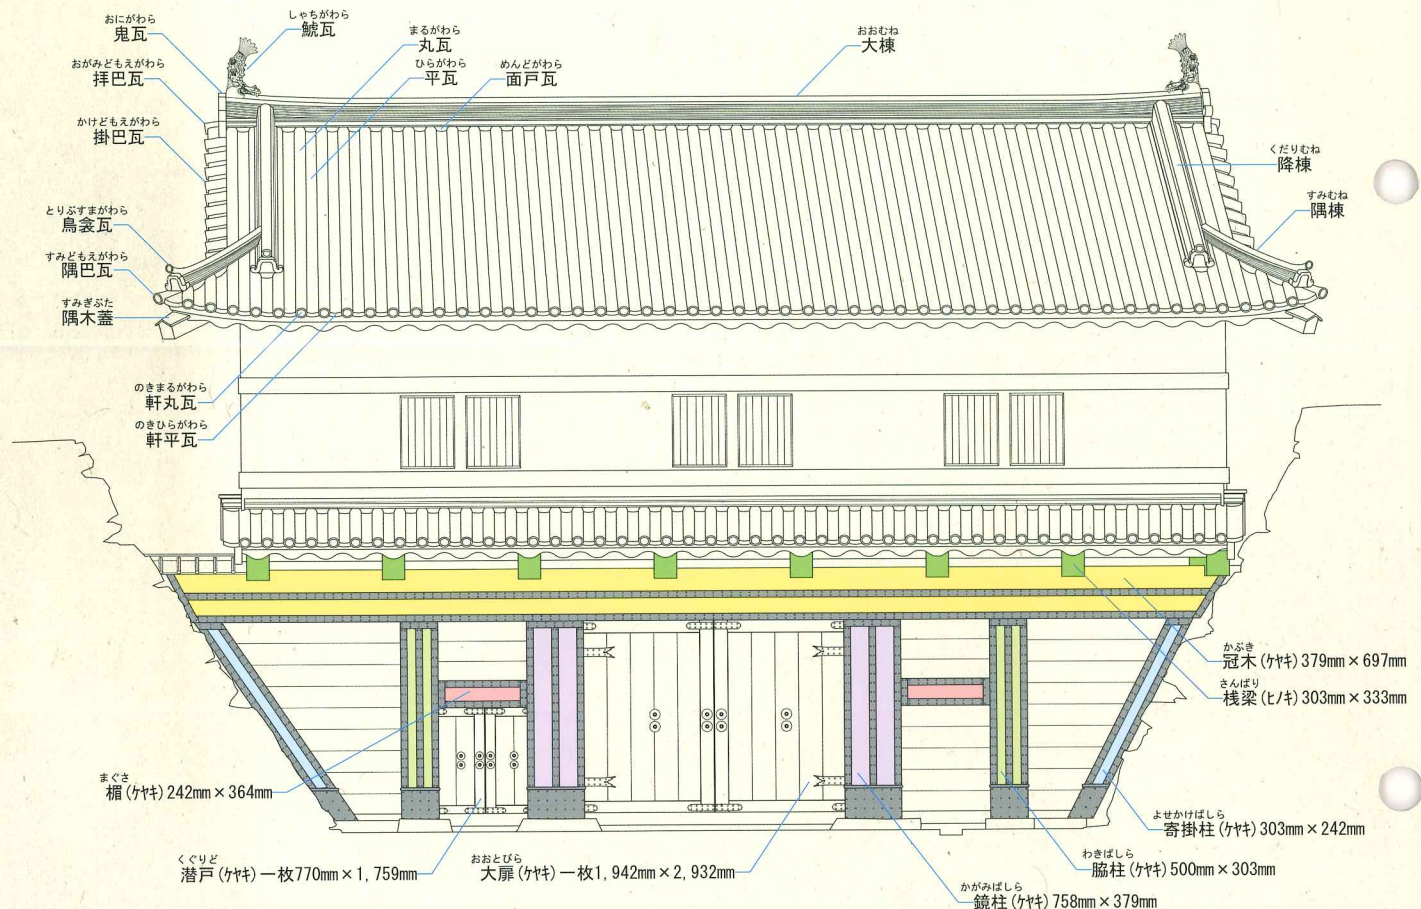 おにがわら
鬼瓦
しゃちがわら
鯱瓦
まるがわら
丸瓦
ひらがわら
平瓦
めんどがわら
面戸瓦
おおむね
大棟
おがみどもえがわら
拝巴瓦
かけどもえがわら
掛巴瓦
くだりむね
降棟
すみむね
隅棟
とりぶすまがわら
鳥衾瓦
すみどもえがわら
隅巴瓦
すみぎぶた
隅木蓋
のきまるがわら
軒丸瓦
のきひらがわら
軒平瓦
かぶき
冠木(ケヤキ)379mm×697mm
さんばり
桟梁(ヒノキ)303mm×333mm
まぐさ
楣(ケヤキ)242mm×364mm
よせかけばしら
寄掛柱(ケヤキ)303mm×242mm
くぐりど
潜戸(ケヤキ)一枚770mm×1,759mm
おおとびら
大扉(ケヤキ)一枚1,942mm×2,932mm
わきばしら
脇柱(ケヤキ)500mm×303mm
かがみばしら
鏡柱(ケヤキ)758mm×379mm